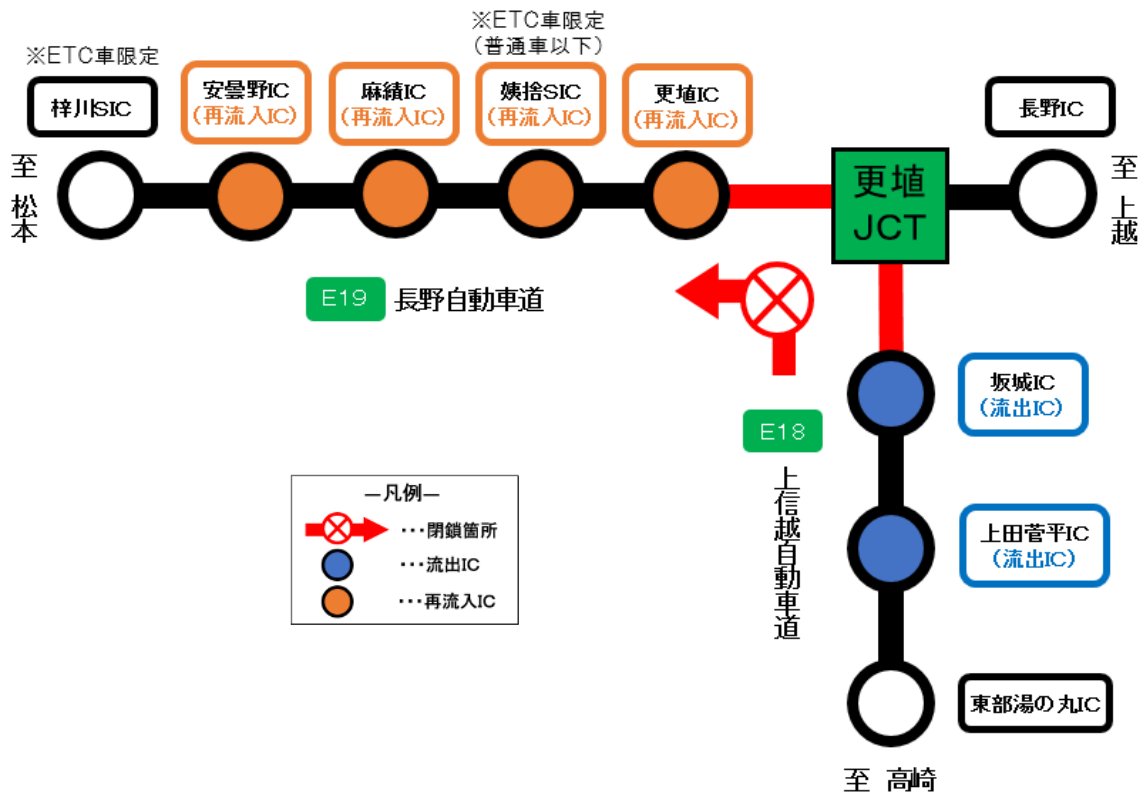 ※ETC車限定
(普通車以下)
※ETC車限定
梓川SIC
安曇野IC
(再流入IC)
麻績IC
(再流入IC)
姨捨SIC
(再流入IC)
更埴IC
(再流入IC)
長野IC
至 松本
更埴
JCT
至 上越
E19 長野自動車道
坂城IC
(流出IC)
E18
上信越自動車道
―凡例―
・・・閉鎖箇所
・・・流出IC
・・・再流入IC
上田菅平IC
(流出IC)
東部湯の丸IC
至 高崎